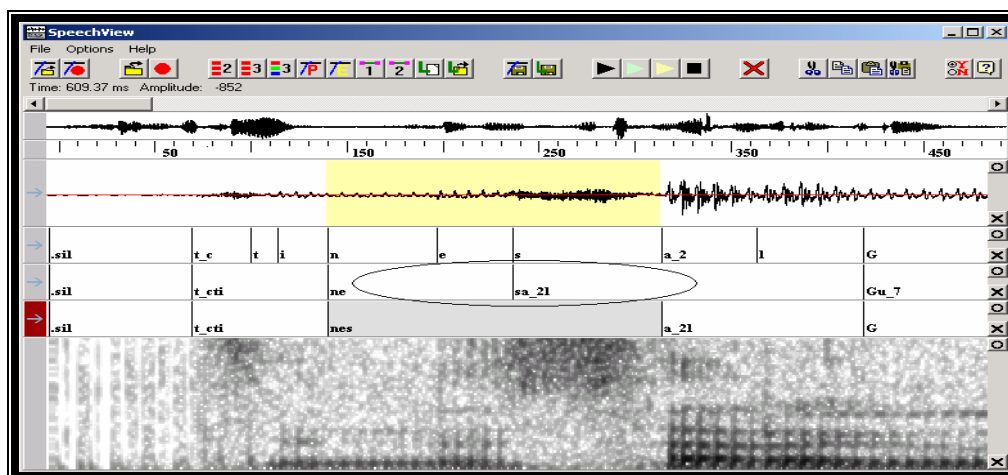 SpeechView
File Options Help
2 3 3 P E 1 2
Time: 609.37 ms Amplitude: -852
50 150 250 350 450
.sil t_c t i n e s a_2 l G
.sil t_cti ne sa_2l Gu_7
.sil t_cti nes a_2l G